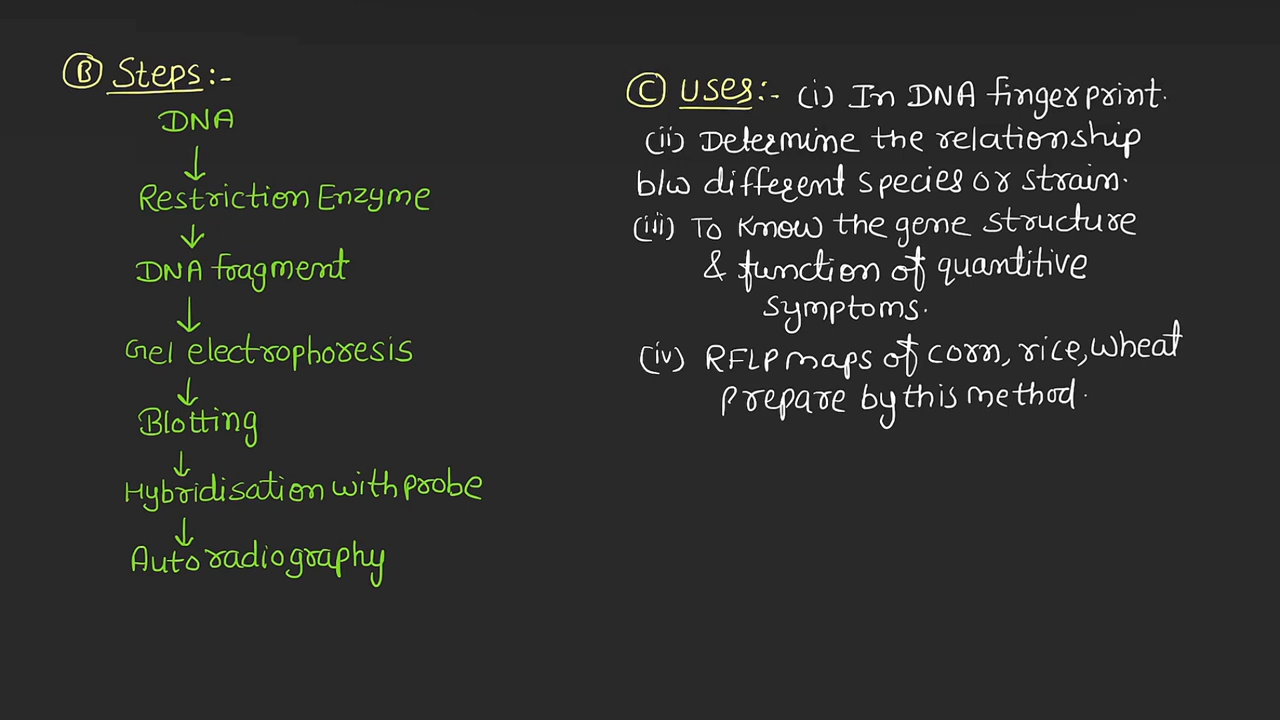 Ⓑ Steps:-
DNA
↓
Restriction Enzyme
↓
DNA fragment
↓
Gel electrophoresis
↓
Blotting
↓
Hybridisation with probe
↓
Autoradiography
Ⓒ Uses:- (i) In DNA fingerprint.
(ii) Determine the relationship
b/w different species or strain.
(iii) To Know the gene structure
& function of quantitive
symptoms.
(iv) RFLP maps of corn, rice, wheat
prepare by this method.